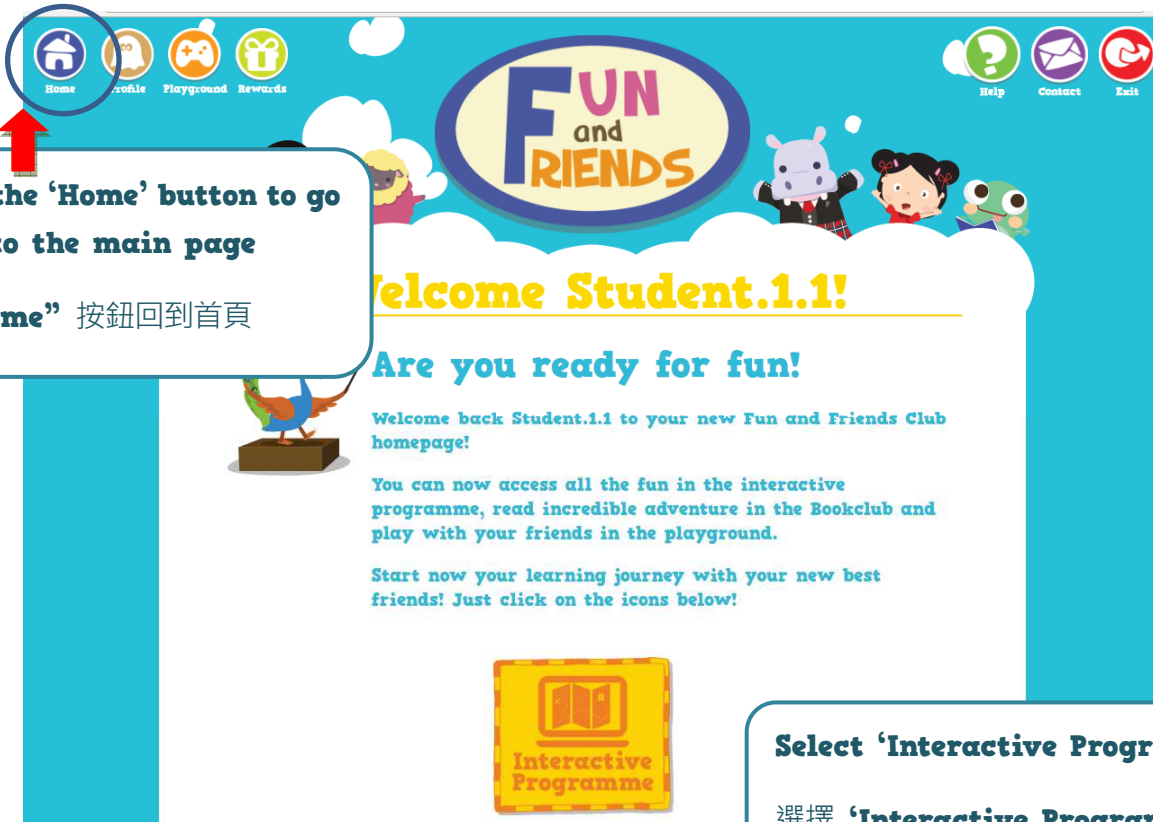 Home Profile Playground Rewards
Help Contact Exit
FUN
and
FRIENDS
the ‘Home’ button to go
to the main page
me” 按鈕回到首頁
elcome Student.1.1!
Are you ready for fun!
Welcome back Student.1.1 to your new Fun and Friends Club
homepage!
You can now access all the fun in the interactive
programme, read incredible adventure in the Bookclub and
play with your friends in the playground.
Start now your learning journey with your new best
friends! Just click on the icons below!
Interactive
Programme
Select ‘Interactive Progr
選擇 ‘Interactive Program